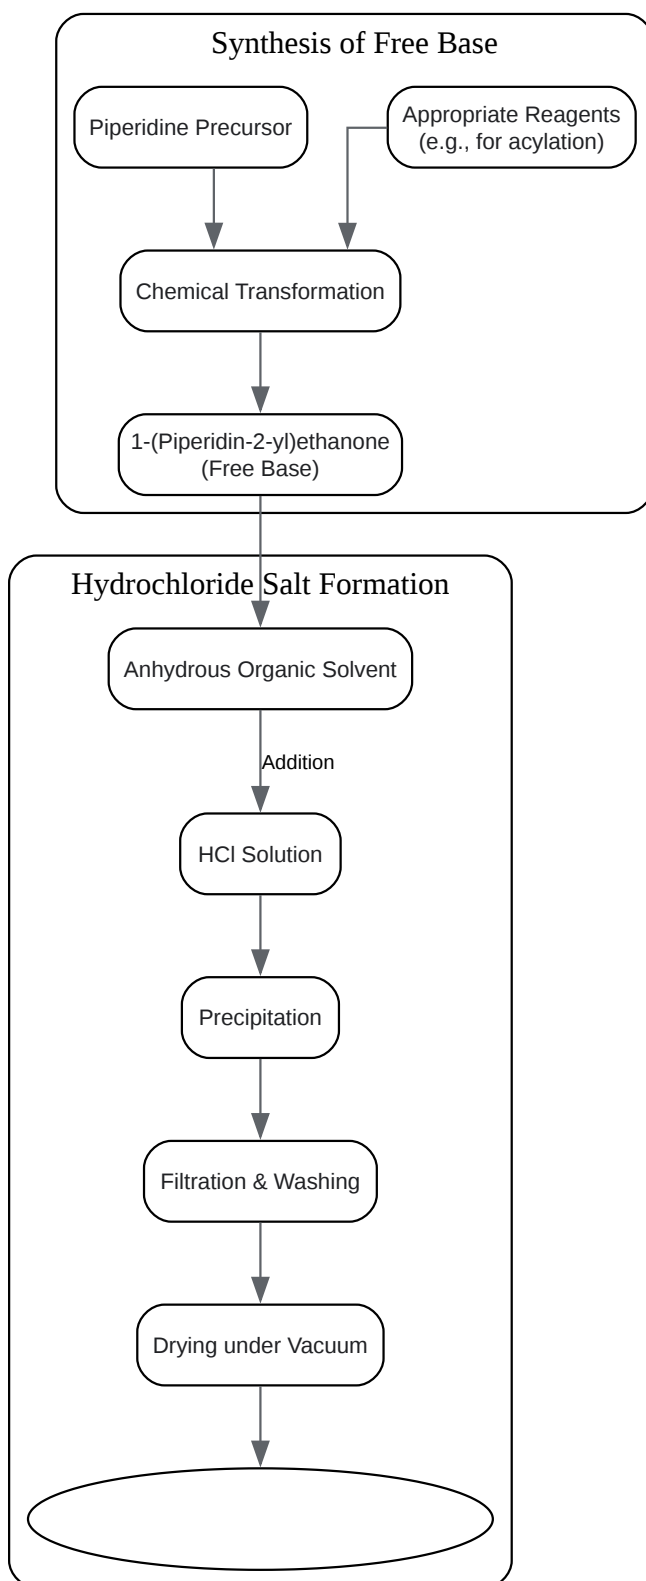 Synthesis of Free Base
Piperidine Precursor
Appropriate Reagents
(e.g., for acylation)
Chemical Transformation
1-(Piperidin-2-yl)ethanone
(Free Base)
Hydrochloride Salt Formation
Anhydrous Organic Solvent
Addition
HCl Solution
Precipitation
Filtration & Washing
Drying under Vacuum